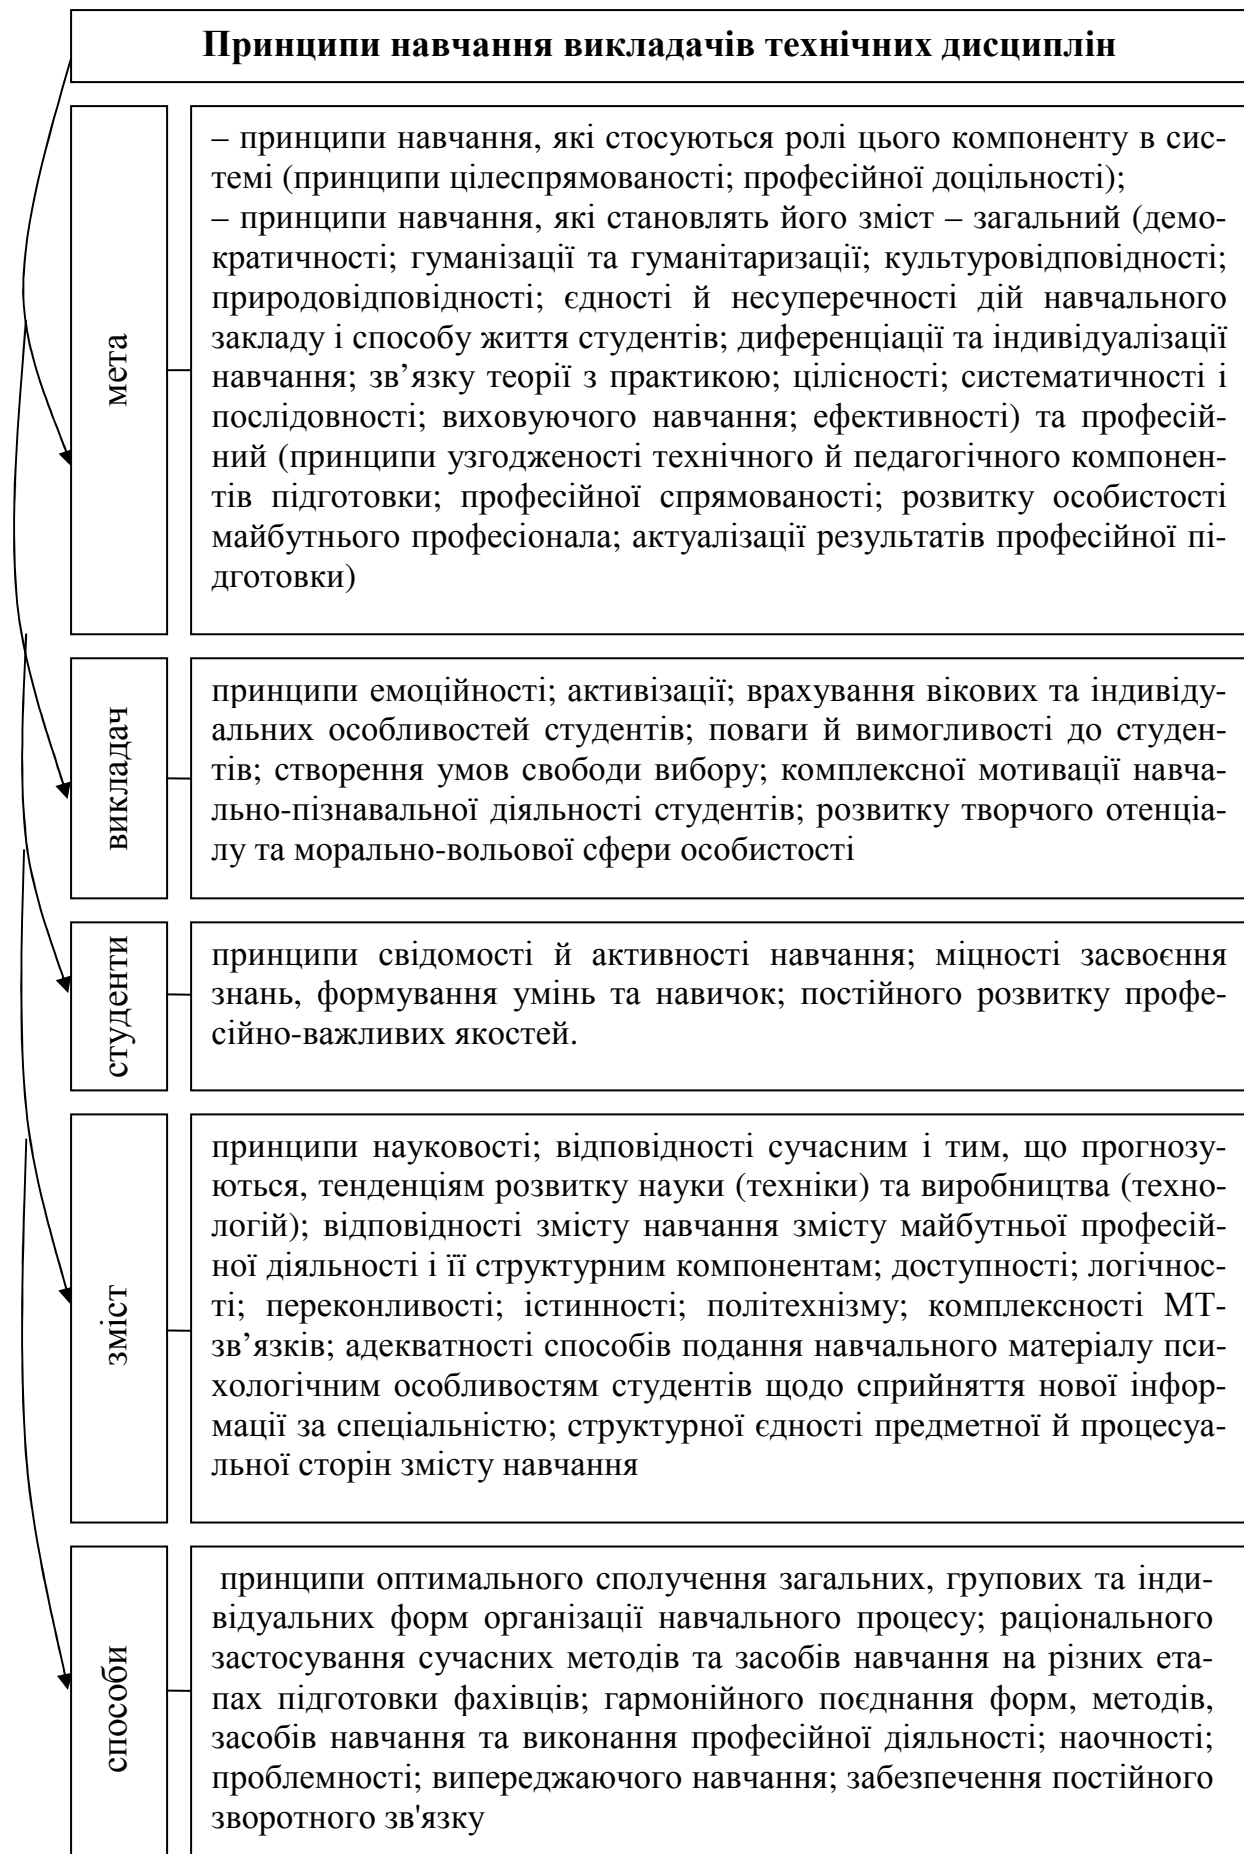 Принципи навчання викладачів технічних дисциплін
мета
– принципи навчання, які стосуються ролі цього компоненту в сис-
темі (принципи цілеспрямованості; професійної доцільності);
– принципи навчання, які становлять його зміст – загальний (демо-
кратичності; гуманізації та гуманітаризації; культуровідповідності;
природовідповідності; єдності й несуперечності дій навчального
закладу і способу життя студентів; диференціації та індивідуалізації
навчання; зв’язку теорії з практикою; цілісності; систематичності і
послідовності; виховуючого навчання; ефективності) та професій-
ний (принципи узгодженості технічного й педагогічного компонен-
тів підготовки; професійної спрямованості; розвитку особистості
майбутнього професіонала; актуалізації результатів професійної пі-
дготовки)
викладач
принципи емоційності; активізації; врахування вікових та індивіду-
альних особливостей студентів; поваги й вимогливості до студен-
тів; створення умов свободи вибору; комплексної мотивації навча-
льно-пізнавальної діяльності студентів; розвитку творчого отенціа-
лу та морально-вольової сфери особистості
студенти
принципи свідомості й активності навчання; міцності засвоєння
знань, формування умінь та навичок; постійного розвитку профе-
сійно-важливих якостей.
зміст
принципи науковості; відповідності сучасним і тим, що прогнозу-
ються, тенденціям розвитку науки (техніки) та виробництва (техно-
логій); відповідності змісту навчання змісту майбутньої професій-
ної діяльності і її структурним компонентам; доступності; логічнос-
ті; переконливості; істинності; політехнізму; комплексності МТ-
зв’язків; адекватності способів подання навчального матеріалу пси-
хологічним особливостям студентів щодо сприйняття нової інфор-
мації за спеціальністю; структурної єдності предметної й процесуа-
льної сторін змісту навчання
способи
принципи оптимального сполучення загальних, групових та інди-
відуальних форм організації навчального процесу; раціонального
застосування сучасних методів та засобів навчання на різних ета-
пах підготовки фахівців; гармонійного поєднання форм, методів,
засобів навчання та виконання професійної діяльності; наочності;
проблемності; випереджаючого навчання; забезпечення постійного
зворотного зв'язку